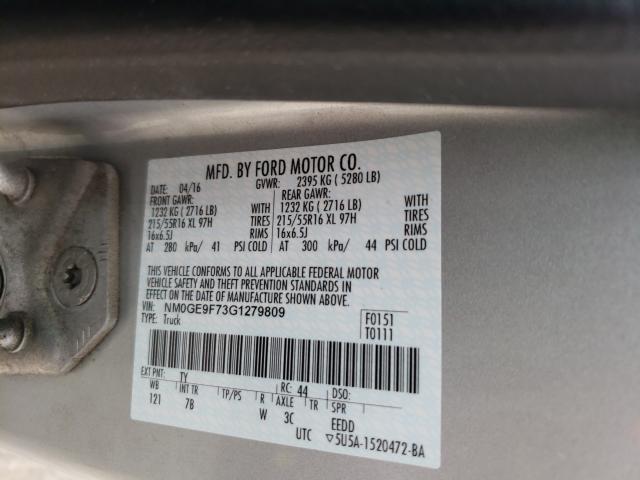 MFD. BY FORD MOTOR CO.
DATE: 04/16 GVWR: 2395 KG ( 5280 LB)
FRONT GAWR: REAR GAWR:
1232 KG ( 2716 LB) WITH 1232 KG ( 2716 LB) WITH
215/55R16 XL 97H TIRES 215/55R16 XL 97H TIRES
16x6.5J RIMS 16x6.5J RIMS
AT 280 kPa/ 41 PSI COLD AT 300 kPa/ 44 PSI COLD
THIS VEHICLE CONFORMS TO ALL APPLICABLE FEDERAL MOTOR
VEHICLE SAFETY AND THEFT PREVENTION STANDARDS IN
EFFECT ON THE DATE OF MANUFACTURE SHOWN ABOVE.
VIN: NM0GE9F73G1279809 F0151
TYPE: Truck T0111
EXT PNT: TY RC: 44 DSO:
WB INT TR TP/PS R AXLE TR SPR
121 7B W 3C EEDD
UTC ▽5U5A-1520472-BA